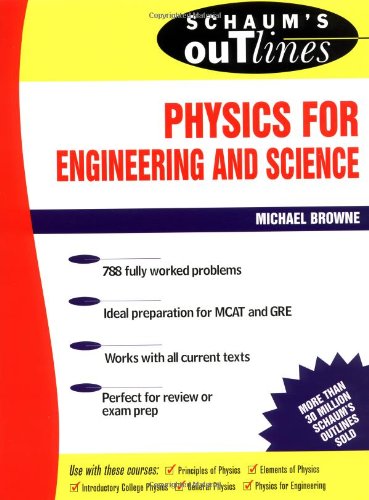 SCHAUM'S
ouTlines
PHYSICS FOR
ENGINEERING AND SCIENCE
MICHAEL BROWNE
788 fully worked problems
Ideal preparation for MCAT and GRE
Works with all current texts
Perfect for review or
exam prep
MORE THAN
30 MILLION
SCHAUM'S
OUTLINES
SOLD
Use with these courses: Principles of Physics Elements of Physics
Introductory College Physics General Physics Physics for Engineering